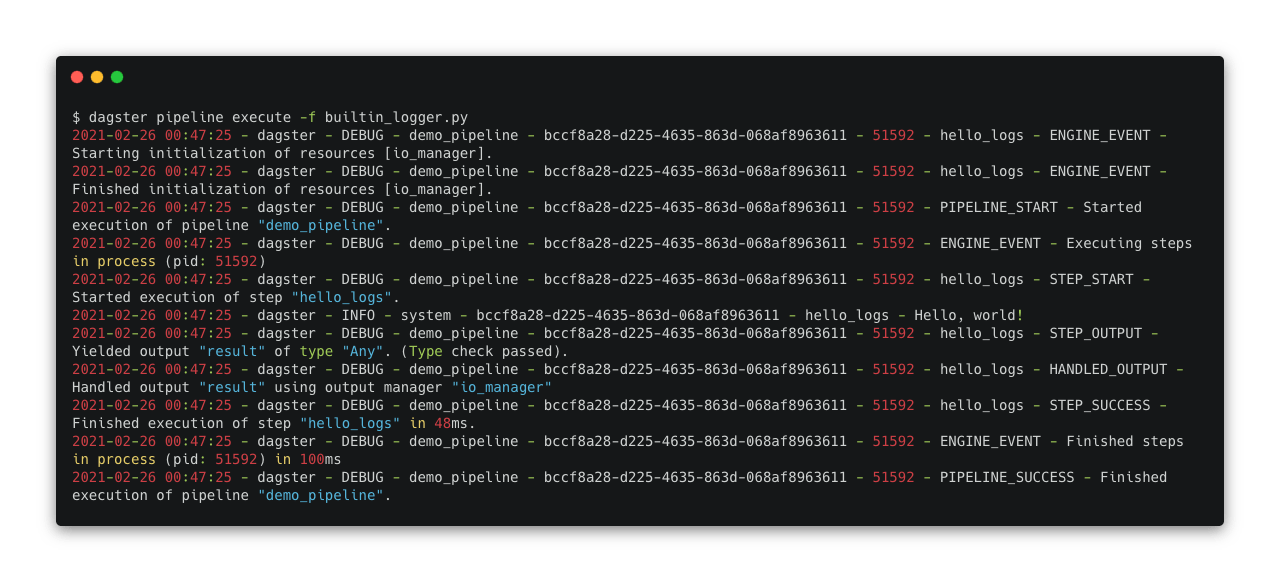 $ dagster pipeline execute -f builtin_logger.py
2021-02-26 00:47:25 - dagster - DEBUG - demo_pipeline - bccf8a28-d225-4635-863d-068af8963611 - 51592 - hello_logs - ENGINE_EVENT -
Starting initialization of resources [io_manager].
2021-02-26 00:47:25 - dagster - DEBUG - demo_pipeline - bccf8a28-d225-4635-863d-068af8963611 - 51592 - hello_logs - ENGINE_EVENT -
Finished initialization of resources [io_manager].
2021-02-26 00:47:25 - dagster - DEBUG - demo_pipeline - bccf8a28-d225-4635-863d-068af8963611 - 51592 - PIPELINE_START - Started
execution of pipeline "demo_pipeline".
2021-02-26 00:47:25 - dagster - DEBUG - demo_pipeline - bccf8a28-d225-4635-863d-068af8963611 - 51592 - ENGINE_EVENT - Executing steps
in process (pid: 51592)
2021-02-26 00:47:25 - dagster - DEBUG - demo_pipeline - bccf8a28-d225-4635-863d-068af8963611 - 51592 - hello_logs - STEP_START -
Started execution of step "hello_logs".
2021-02-26 00:47:25 - dagster - INFO - system - bccf8a28-d225-4635-863d-068af8963611 - hello_logs - Hello, world!
2021-02-26 00:47:25 - dagster - DEBUG - demo_pipeline - bccf8a28-d225-4635-863d-068af8963611 - 51592 - hello_logs - STEP_OUTPUT -
Yielded output "result" of type "Any". (Type check passed).
2021-02-26 00:47:25 - dagster - DEBUG - demo_pipeline - bccf8a28-d225-4635-863d-068af8963611 - 51592 - hello_logs - HANDLED_OUTPUT -
Handled output "result" using output manager "io_manager"
2021-02-26 00:47:25 - dagster - DEBUG - demo_pipeline - bccf8a28-d225-4635-863d-068af8963611 - 51592 - hello_logs - STEP_SUCCESS -
Finished execution of step "hello_logs" in 48ms.
2021-02-26 00:47:25 - dagster - DEBUG - demo_pipeline - bccf8a28-d225-4635-863d-068af8963611 - 51592 - ENGINE_EVENT - Finished steps
in process (pid: 51592) in 100ms
2021-02-26 00:47:25 - dagster - DEBUG - demo_pipeline - bccf8a28-d225-4635-863d-068af8963611 - 51592 - PIPELINE_SUCCESS - Finished
execution of pipeline "demo_pipeline".